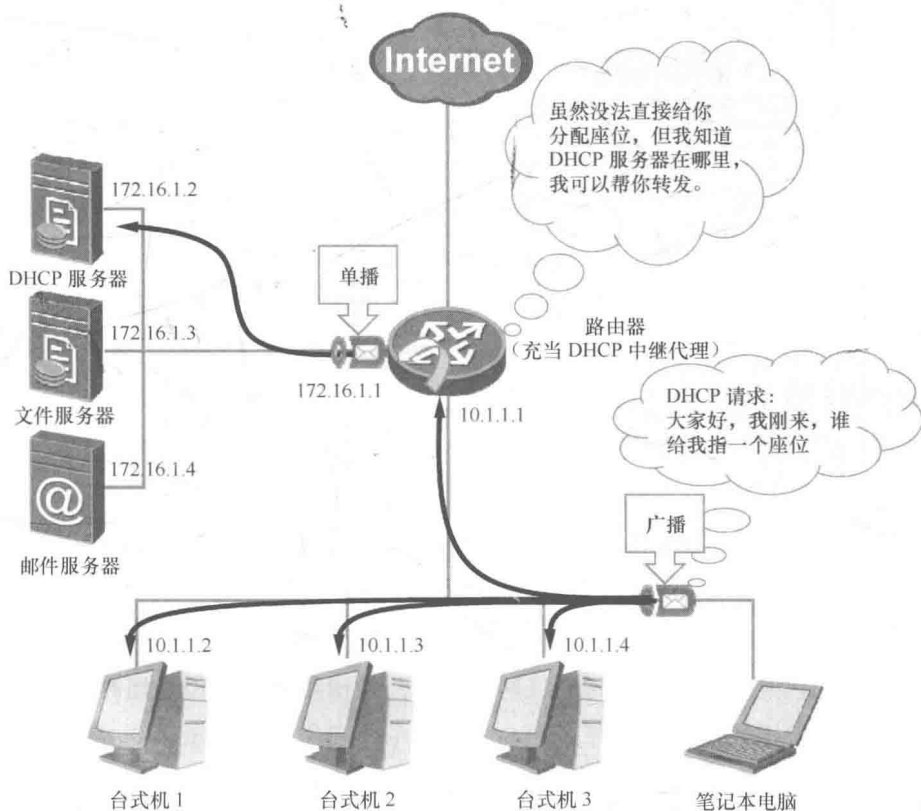 Internet
虽然没法直接给你
分配座位，但我知道
DHCP 服务器在哪里，
我可以帮你转发。
172.16.1.2
DHCP 服务器
单播
172.16.1.3
路由器
（充当 DHCP 中继代理）
172.16.1.1
文件服务器
10.1.1.1
DHCP 请求：
大家好，我刚来，谁
给我指一个座位
172.16.1.4
@
广播
邮件服务器
10.1.1.2
10.1.1.3
10.1.1.4
台式机 1
台式机 2
台式机 3
笔记本电脑